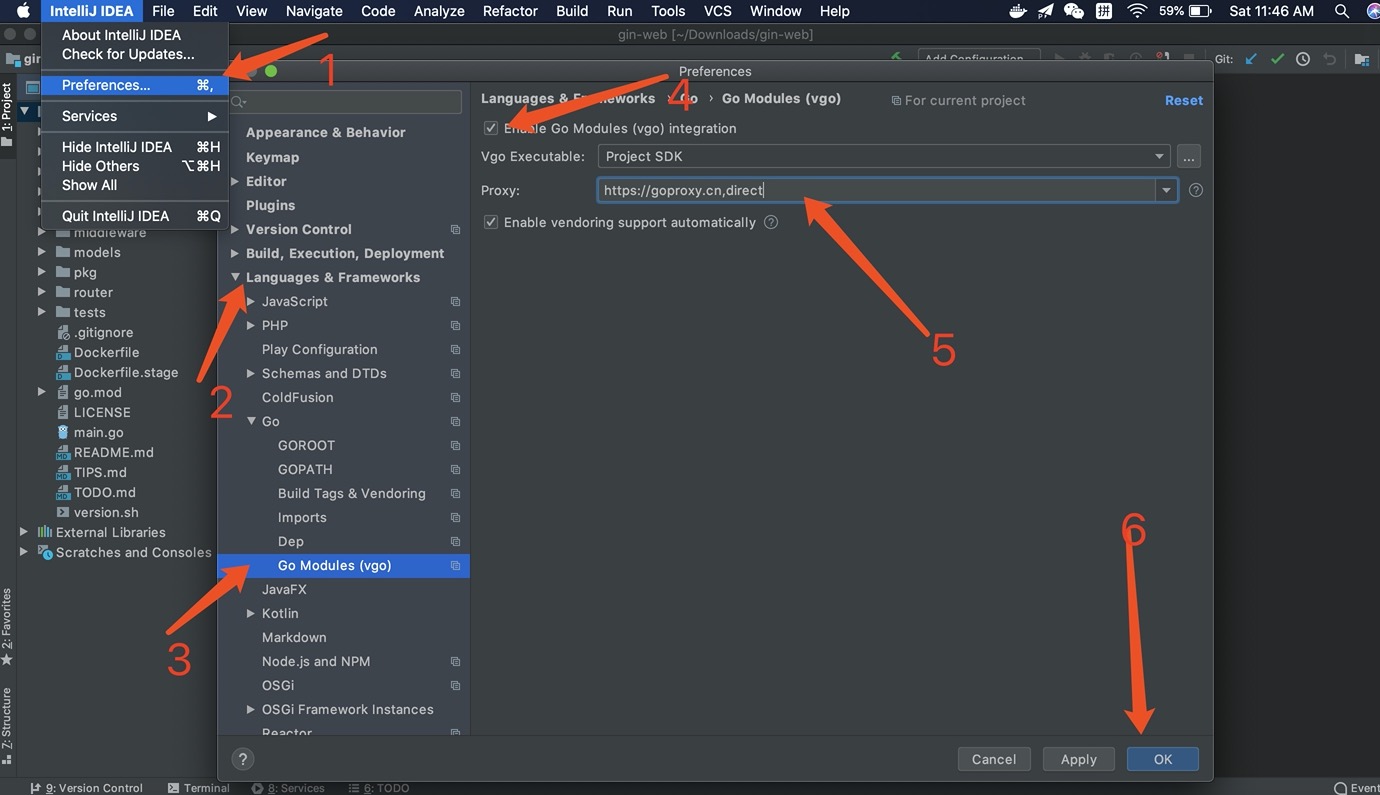 IntelliJ IDEA File Edit View Navigate Code Analyze Refactor Build Run Tools VCS Window Help 拼 59% Sat 11:46 AM
gin-web [~/Downloads/gin-web]
About IntelliJ IDEA
Check for Updates...
Preferences... ⌘,
Services
Hide IntelliJ IDEA ⌘H
Hide Others ⌥⌘H
Show All
Quit IntelliJ IDEA ⌘Q
Add Configuration...
Git:
1
Preferences
Languages & Frameworks › Go › Go Modules (vgo)
For current project
Reset
4
Enable Go Modules (vgo) integration
Vgo Executable: Project SDK ...
Proxy: https://goproxy.cn,direct ?
Enable vendoring support automatically ?
5
Appearance & Behavior
Keymap
Editor
Plugins
Version Control
Build, Execution, Deployment
Languages & Frameworks
JavaScript
PHP
Play Configuration
Schemas and DTDs
2
ColdFusion
Go
GOROOT
GOPATH
Build Tags & Vendoring
Imports
Dep
Go Modules (vgo)
3
JavaFX
Kotlin
Markdown
Node.js and NPM
OSGi
OSGi Framework Instances
Reactor
6
?
Cancel
Apply
OK
1: Project
gin
middleware
models
pkg
router
tests
.gitignore
Dockerfile
Dockerfile.stage
go.mod
LICENSE
main.go
README.md
TIPS.md
TODO.md
version.sh
External Libraries
Scratches and Consoles
2: Favorites
7: Structure
9: Version Control
Terminal
8: Services
6: TODO
Event